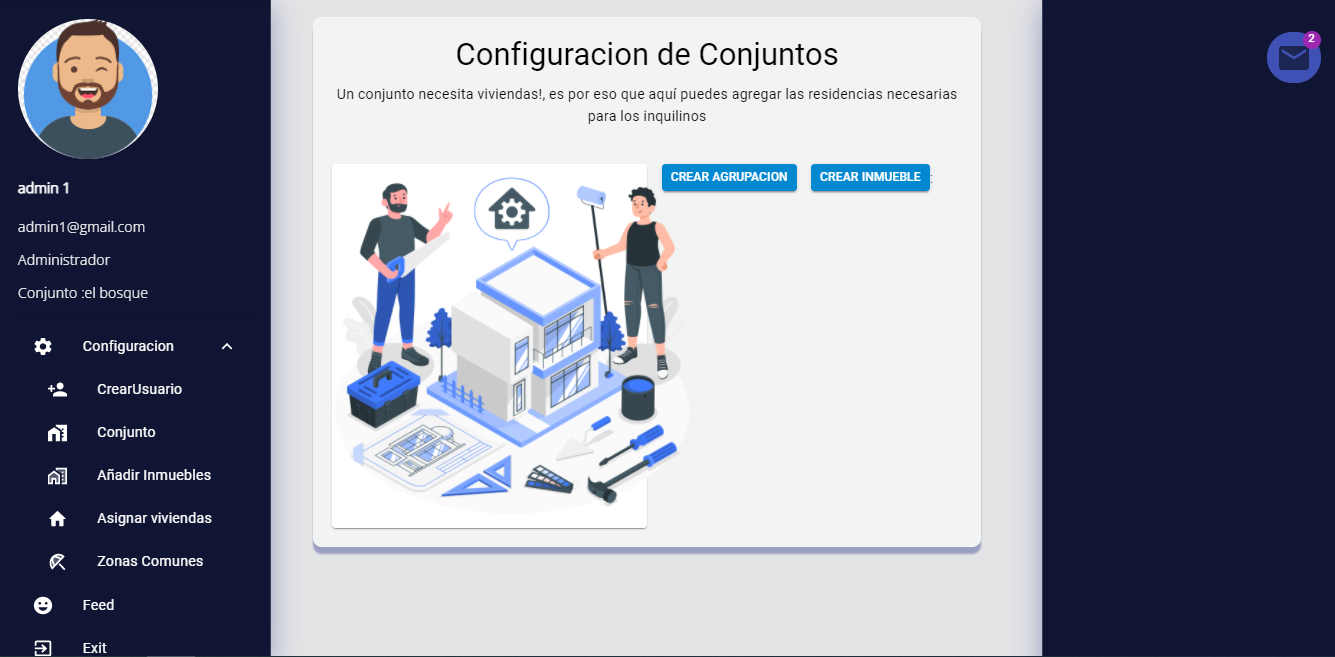 admin 1
admin1@gmail.com
Administrador
Conjunto :el bosque
Configuracion
CrearUsuario
Conjunto
Añadir Inmuebles
Asignar viviendas
Zonas Comunes
Feed
Exit
Configuracion de Conjuntos
Un conjunto necesita viviendas!, es por eso que aquí puedes agregar las residencias necesarias
para los inquilinos
CREAR AGRUPACION CREAR INMUEBLE :
2